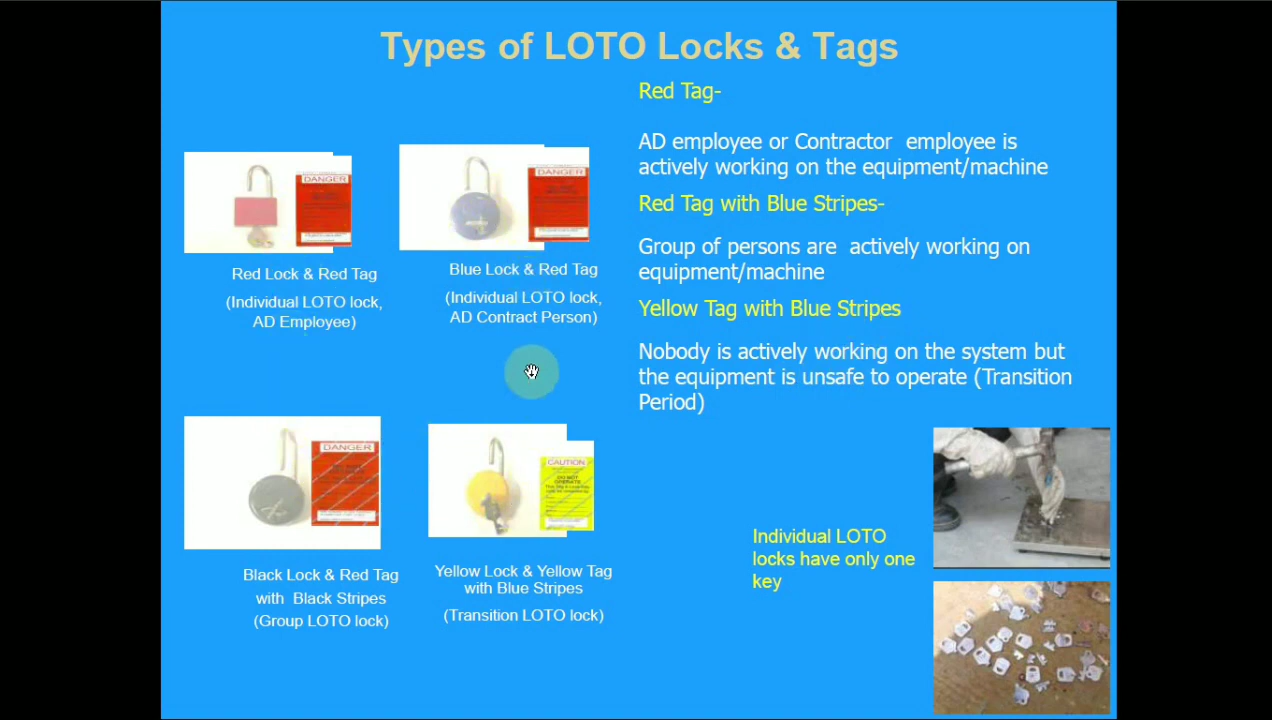 Types of LOTO Locks & Tags
Red Tag-
AD employee or Contractor employee is
actively working on the equipment/machine
Red Tag with Blue Stripes-
Group of persons are actively working on
equipment/machine
Yellow Tag with Blue Stripes
Nobody is actively working on the system but
the equipment is unsafe to operate (Transition
Period)
DANGER
Red Lock & Red Tag
(Individual LOTO lock,
AD Employee)
DANGER
Blue Lock & Red Tag
(Individual LOTO lock,
AD Contract Person)
DANGER
Black Lock & Red Tag
with Black Stripes
(Group LOTO lock)
CAUTION
DO NOT
OPERATE
Yellow Lock & Yellow Tag
with Blue Stripes
(Transition LOTO lock)
Individual LOTO
locks have only one
key